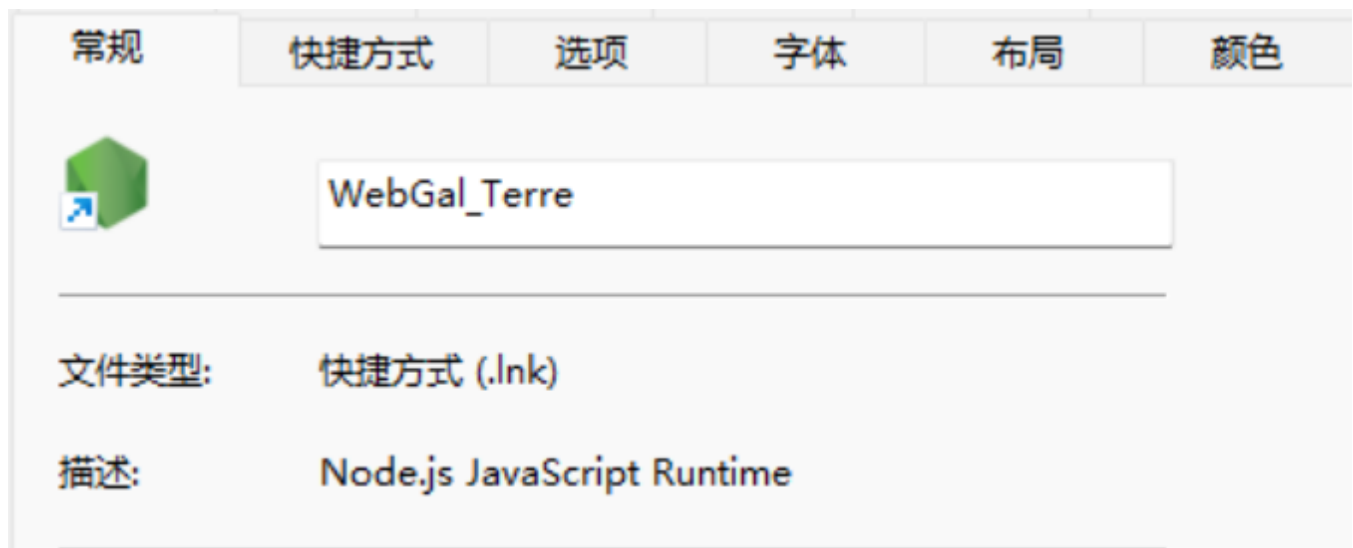 常规 快捷方式 选项 字体 布局 颜色
WebGal_Terre
文件类型: 快捷方式 (.lnk)
描述: Node.js JavaScript Runtime